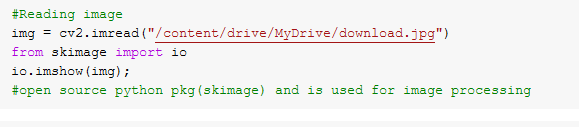 #Reading image
img = cv2.imread("/content/drive/MyDrive/download.jpg")
from skimage import io
io.imshow(img);
#open source python pkg(skimage) and is used for image processing